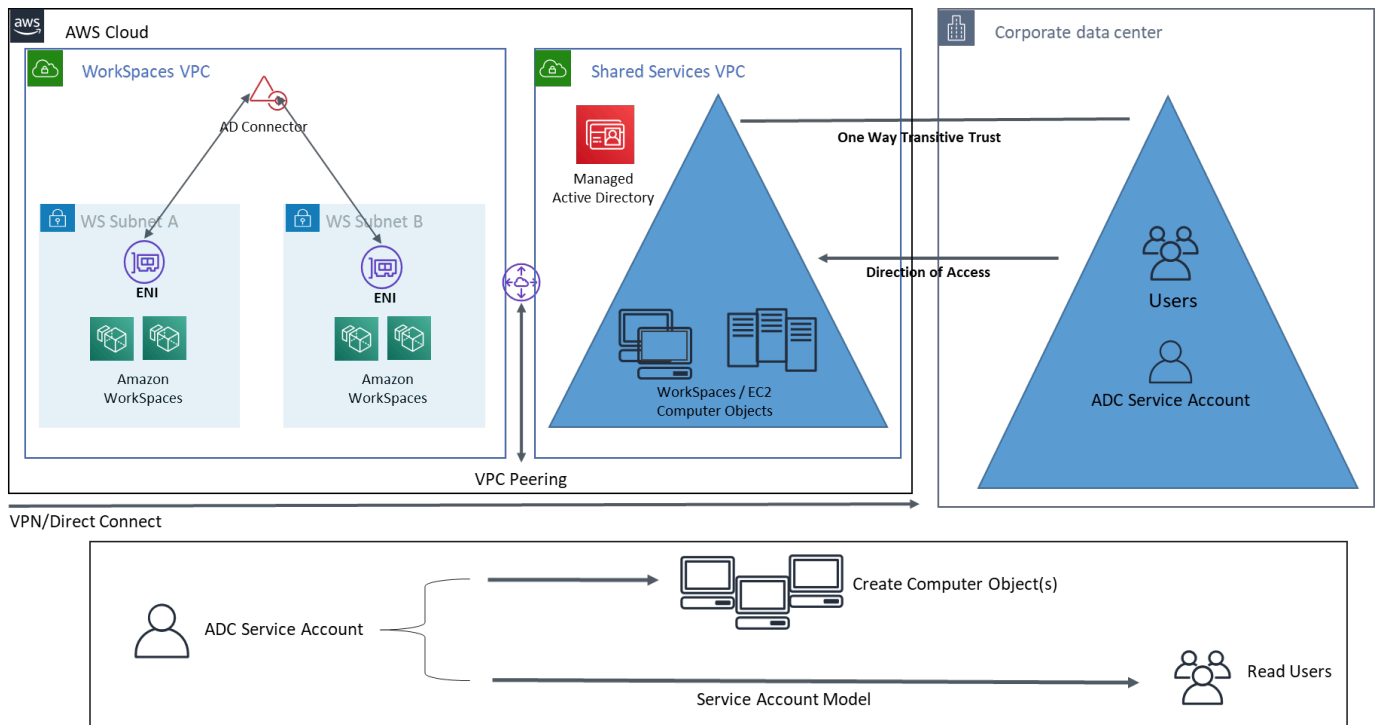 aws
AWS Cloud
WorkSpaces VPC
AD Connector
WS Subnet A
ENI
Amazon
WorkSpaces
WS Subnet B
ENI
Amazon
WorkSpaces
Shared Services VPC
Managed
Active Directory
WorkSpaces / EC2
Computer Objects
VPC Peering
Corporate data center
One Way Transitive Trust
Direction of Access
Users
ADC Service Account
VPN/Direct Connect
ADC Service Account
Create Computer Object(s)
Read Users
Service Account Model